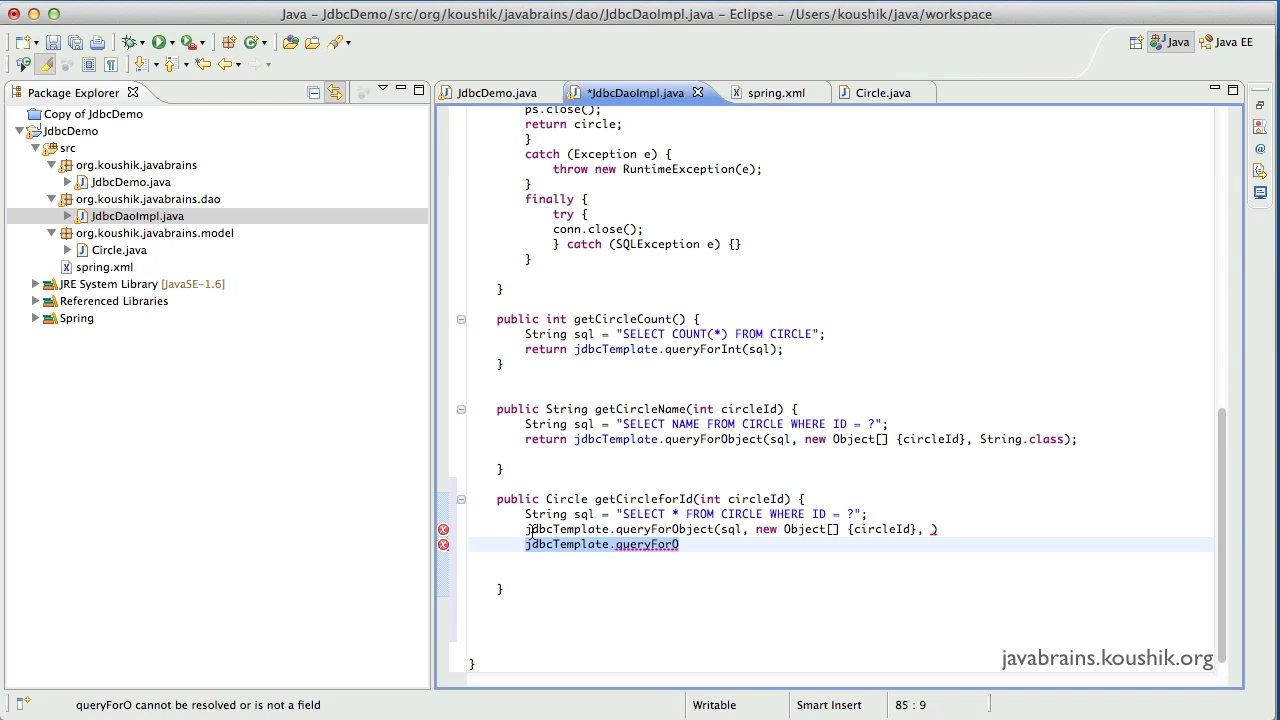 Java – JdbcDemo/src/org/koushik/javabrains/dao/JdbcDaoImpl.java – Eclipse – /Users/koushik/java/workspace
Java
Java EE
Package Explorer
JdbcDemo.java
*JdbcDaoImpl.java
spring.xml
Circle.java
Copy of JdbcDemo
JdbcDemo
src
org.koushik.javabrains
JdbcDemo.java
org.koushik.javabrains.dao
JdbcDaoImpl.java
org.koushik.javabrains.model
Circle.java
spring.xml
JRE System Library [JavaSE-1.6]
Referenced Libraries
Spring
ps.close();
return circle;
}
catch (Exception e) {
throw new RuntimeException(e);
}
finally {
try {
conn.close();
} catch (SQLException e) {}
}
}
public int getCircleCount() {
String sql = "SELECT COUNT(*) FROM CIRCLE";
return jdbcTemplate.queryForInt(sql);
}
public String getCircleName(int circleId) {
String sql = "SELECT NAME FROM CIRCLE WHERE ID = ?";
return jdbcTemplate.queryForObject(sql, new Object[] {circleId}, String.class);
}
public Circle getCircleforId(int circleId) {
String sql = "SELECT * FROM CIRCLE WHERE ID = ?";
jdbcTemplate.queryForObject(sql, new Object[] {circleId}, )
jdbcTemplate.queryForO
}
}
javabrains.koushik.org
queryForO cannot be resolved or is not a field
Writable
Smart Insert
85 : 9